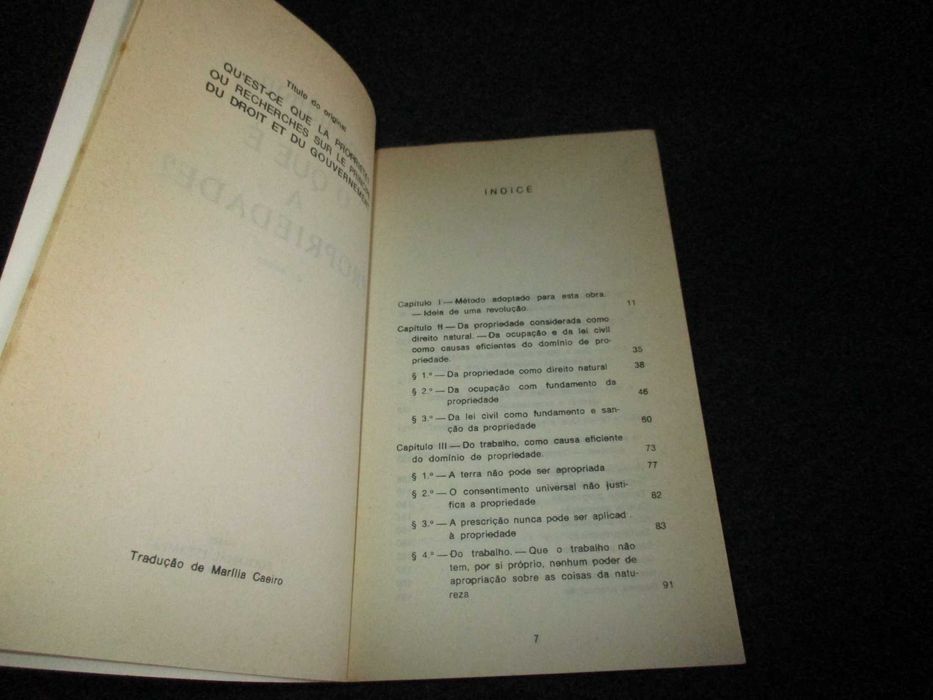 Título do original
QU'EST-CE QUE LA PROPRIÉTÉ?
OU RECHERCHES SUR LE PRINCIPE
DU DROIT ET DU GOUVERNEMENT
Tradução de Marília Caeiro
INDICE
Capítulo I — Método adoptado para esta obra.
— Ideia de uma revolução. 11
Capítulo II — Da propriedade considerada como
direito natural. — Da ocupação e da lei civil
como causas eficientes do domínio de pro-
priedade. 35
§ 1.º — Da propriedade como direito natural 38
§ 2.º — Da ocupação com fundamento da
propriedade 46
§ 3.º — Da lei civil como fundamento e san-
ção da propriedade 60
Capítulo III — Do trabalho, como causa eficiente
do domínio de propriedade. 73
§ 1.º — A terra não pode ser apropriada 77
§ 2.º — O consentimento universal não justi-
fica a propriedade 82
§ 3.º — A prescrição nunca pode ser aplicad
à propriedade 83
§ 4.º — Do trabalho. — Que o trabalho não
tem, por si próprio, nenhum poder de
apropriação sobre as coisas da natu-
reza 91
7